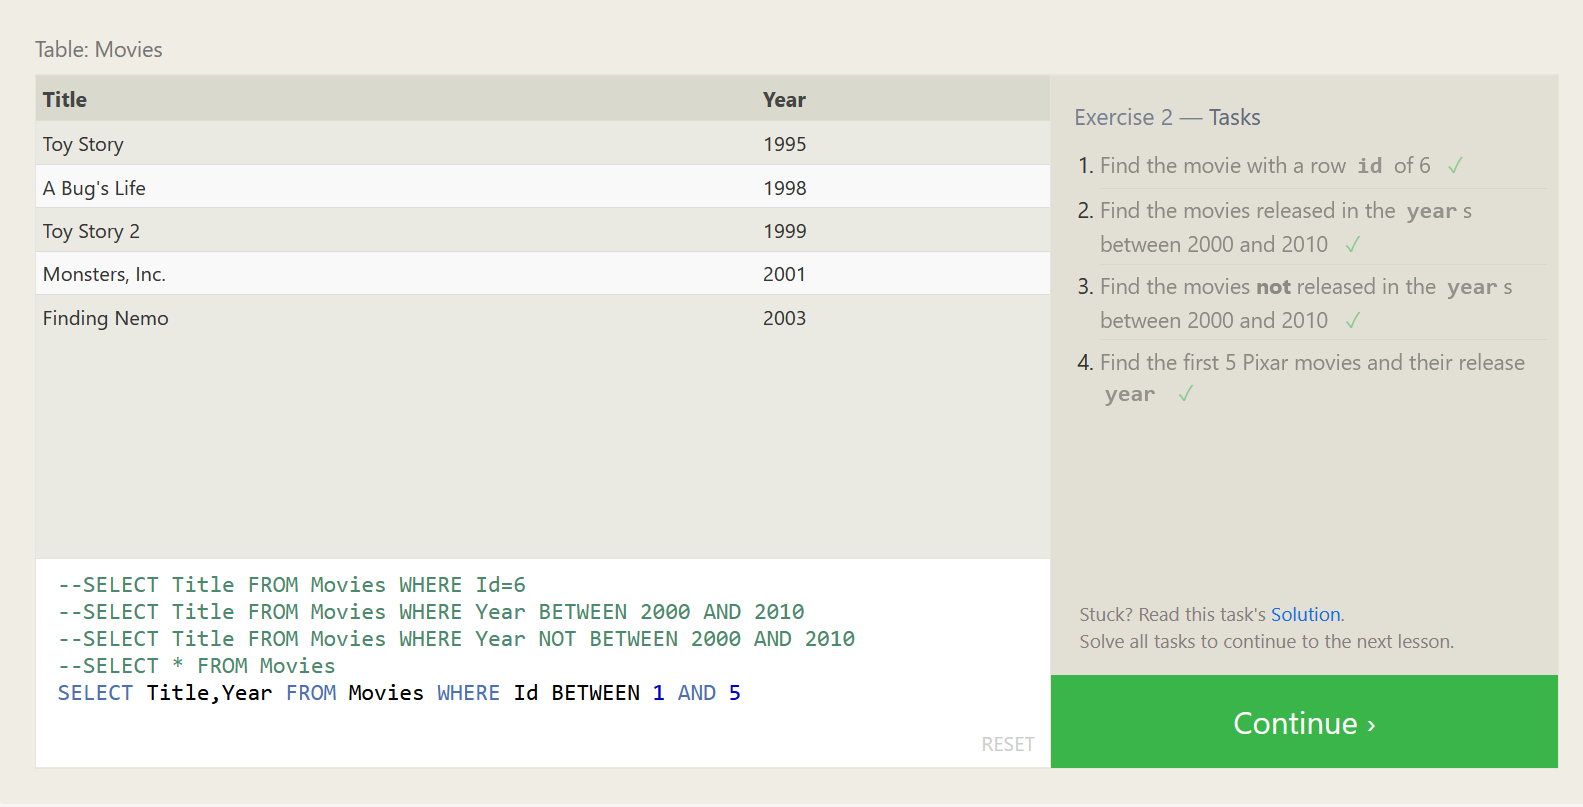 Table: Movies
Title Year
Toy Story 1995
A Bug's Life 1998
Toy Story 2 1999
Monsters, Inc. 2001
Finding Nemo 2003
--SELECT Title FROM Movies WHERE Id=6
--SELECT Title FROM Movies WHERE Year BETWEEN 2000 AND 2010
--SELECT Title FROM Movies WHERE Year NOT BETWEEN 2000 AND 2010
--SELECT * FROM Movies
SELECT Title,Year FROM Movies WHERE Id BETWEEN 1 AND 5
RESET
Exercise 2 — Tasks
1. Find the movie with a row id of 6 ✓
2. Find the movies released in the year s
between 2000 and 2010 ✓
3. Find the movies not released in the year s
between 2000 and 2010 ✓
4. Find the first 5 Pixar movies and their release
year ✓
Stuck? Read this task's Solution.
Solve all tasks to continue to the next lesson.
Continue ›